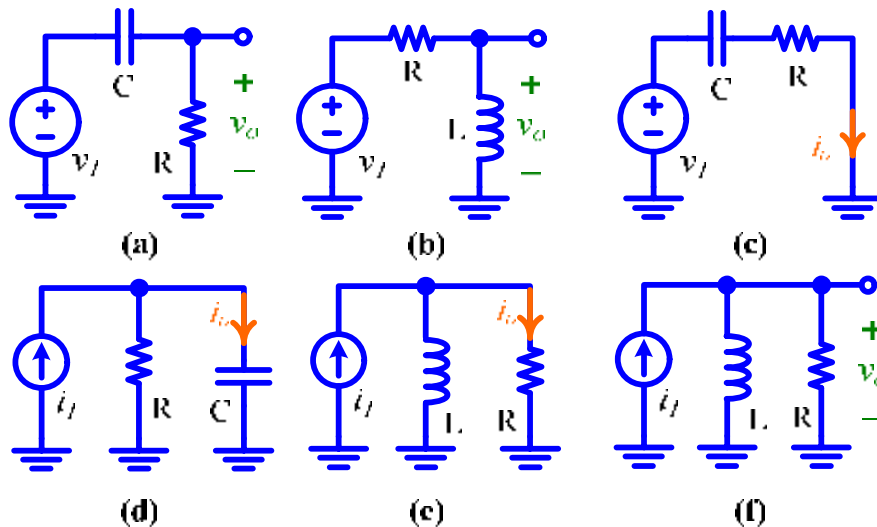 C
R
+
v_o
−
+
−
v_I
(a)
R
L
+
v_o
−
+
−
v_I
(b)
C
R
i_o
+
−
v_I
(c)
i_I
R
i_o
C
(d)
i_I
L
i_o
R
(e)
i_I
L
R
+
v_o
−
(f)